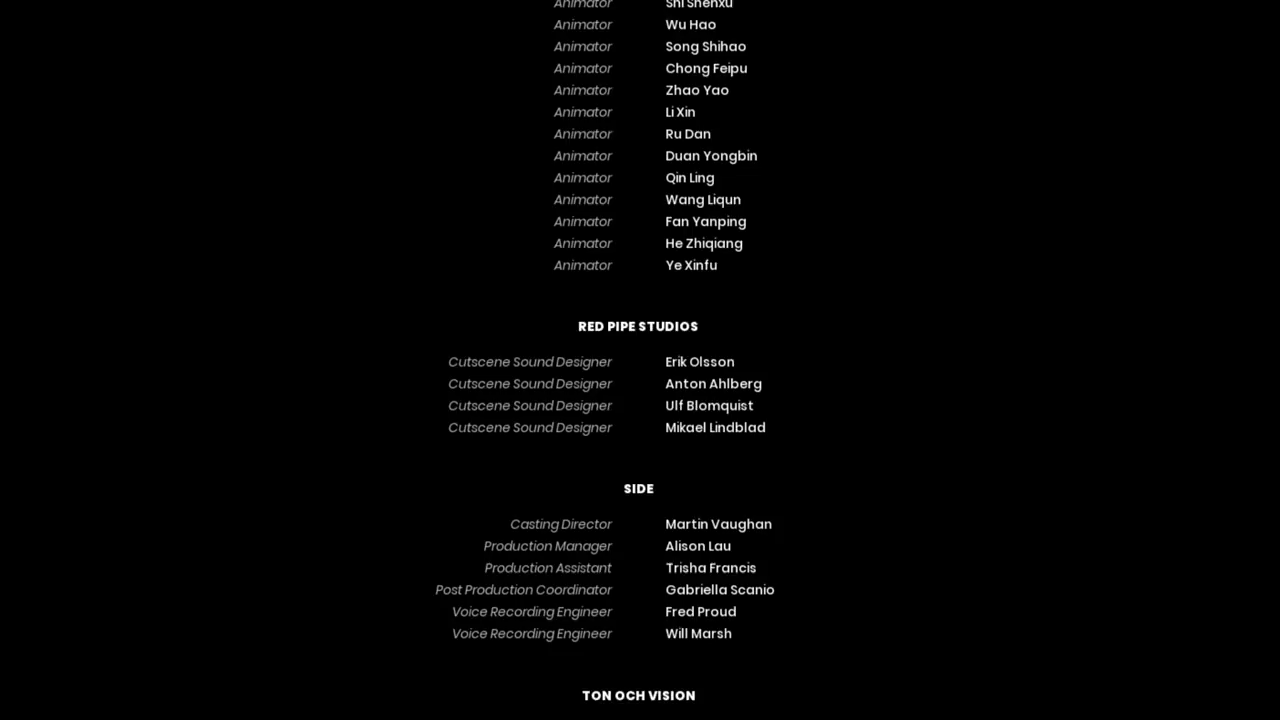 Animator Shi Shenxu
Animator Wu Hao
Animator Song Shihao
Animator Chong Feipu
Animator Zhao Yao
Animator Li Xin
Animator Ru Dan
Animator Duan Yongbin
Animator Qin Ling
Animator Wang Liqun
Animator Fan Yanping
Animator He Zhiqiang
Animator Ye Xinfu
RED PIPE STUDIOS
Cutscene Sound Designer Erik Olsson
Cutscene Sound Designer Anton Ahlberg
Cutscene Sound Designer Ulf Blomquist
Cutscene Sound Designer Mikael Lindblad
SIDE
Casting Director Martin Vaughan
Production Manager Alison Lau
Production Assistant Trisha Francis
Post Production Coordinator Gabriella Scanio
Voice Recording Engineer Fred Proud
Voice Recording Engineer Will Marsh
TON OCH VISION